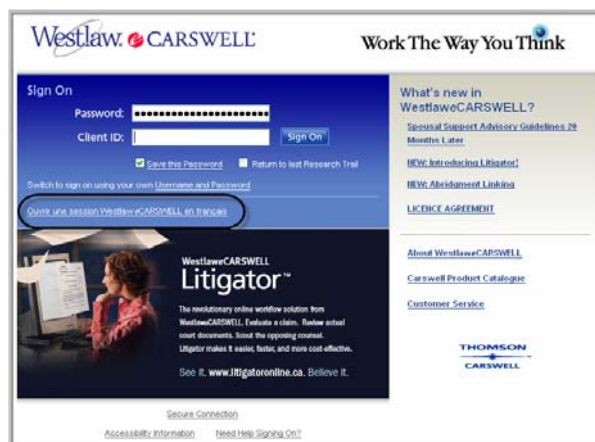 Westlaw. e CARSWELL
Work The Way You Think
Sign On
Password:
Client ID:
Sign On
Save this Password
Return to last Research Trail
Switch to sign on using your own Username and Password
Ouvrir une session WestlaweCARSWELL en français
WestlaweCARSWELL
Litigator™
The revolutionary online workflow solution from
WestlaweCARSWELL. Evaluate a claim. Review actual
court documents. Scout the opposing counsel.
Litigator makes it easier, faster, and more cost-effective.
See it. www.litigatoronline.ca. Believe it.
What's new in
WestlaweCARSWELL?
Spousal Support Advisory Guidelines 20
Months Later
NEW: Introducing Litigator!
NEW: Abridgment Linking
LICENCE AGREEMENT
About WestlaweCARSWELL
Carswell Product Catalogue
Customer Service
THOMSON
CARSWELL
Secure Connection
Accessibility Information
Need Help Signing On?